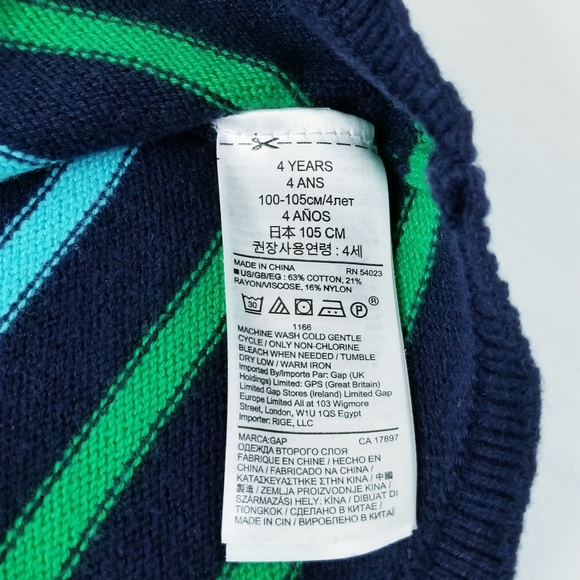 4 YEARS
4 ANS
100-105см/4лет
4 AÑOS
日本 105 CM
권장사용연령 : 4세
MADE IN CHINA RN 54023
■ US/GB/EG : 63% COTTON, 21%
RAYON/VISCOSE, 16% NYLON
30 P ®
1166
MACHINE WASH COLD GENTLE
CYCLE / ONLY NON-CHLORINE
BLEACH WHEN NEEDED / TUMBLE
DRY LOW / WARM IRON
Imported By/Importe Par: Gap (UK
Holdings) Limited: GPS (Great Britain)
Limited Gap Stores (Ireland) Limited Gap
Europe Limited All at 103 Wigmore
Street, London, W1U 1QS Egypt
Importer: RiGE, LLC
MARCA:GAP CA 17897
ОДЕЖДА ВТОРОГО СЛОЯ
FABRIQUE EN CHINE / HECHO EN
CHINA / FABRICADO NA CHINA /
ΚΑΤΑΣΚΕΥΑΣΤΗΚΕ ΣΤΗΝ ΚΙΝΑ / 中國
製造 / ZEMLJA PROIZVODNJE KINA /
SZÁRMAZÁSI HELY: KÍNA / DIBUAT DI
TIONGKOK / СДЕЛАНО В КИТАЕ /
MADE IN CIN / ВИРОБЛЕНО В КИТАЇ